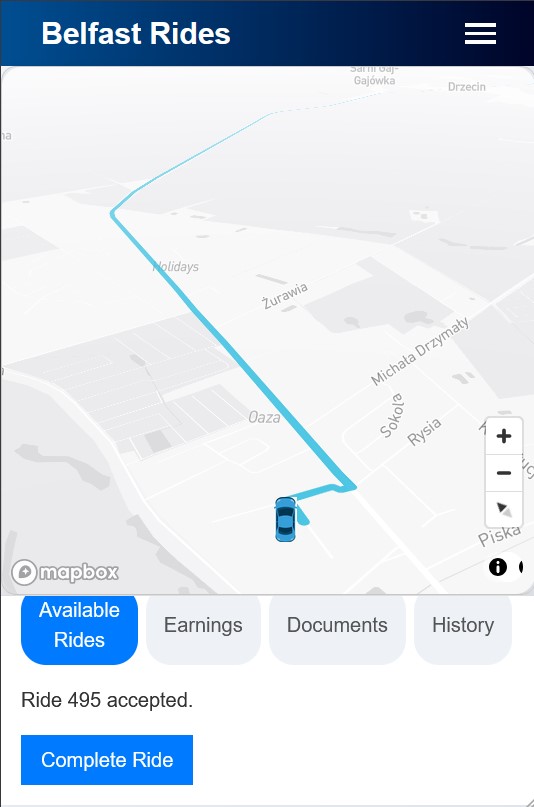 Belfast Rides
Sarni Gaj-
Gajówka
Drzecin
na
Holidays
Żurawia
Michała Drzymały
Oaza
Sokola
Rysia
Piska
mapbox
Available
Rides
Earnings
Documents
History
Ride 495 accepted.
Complete Ride